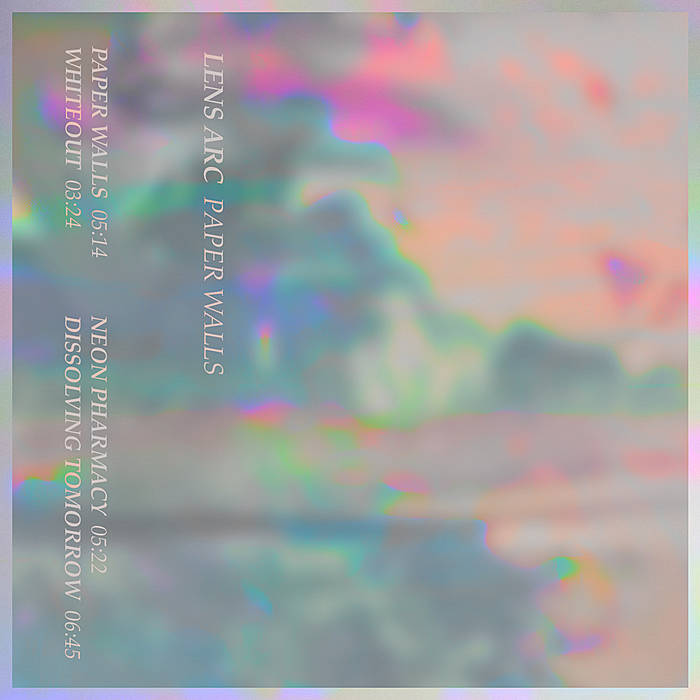 LENS ARC PAPER WALLS
PAPER WALLS 05:14
WHITEOUT 03:24
NEON PHARMACY 05:22
DISSOLVING TOMORROW 06:45